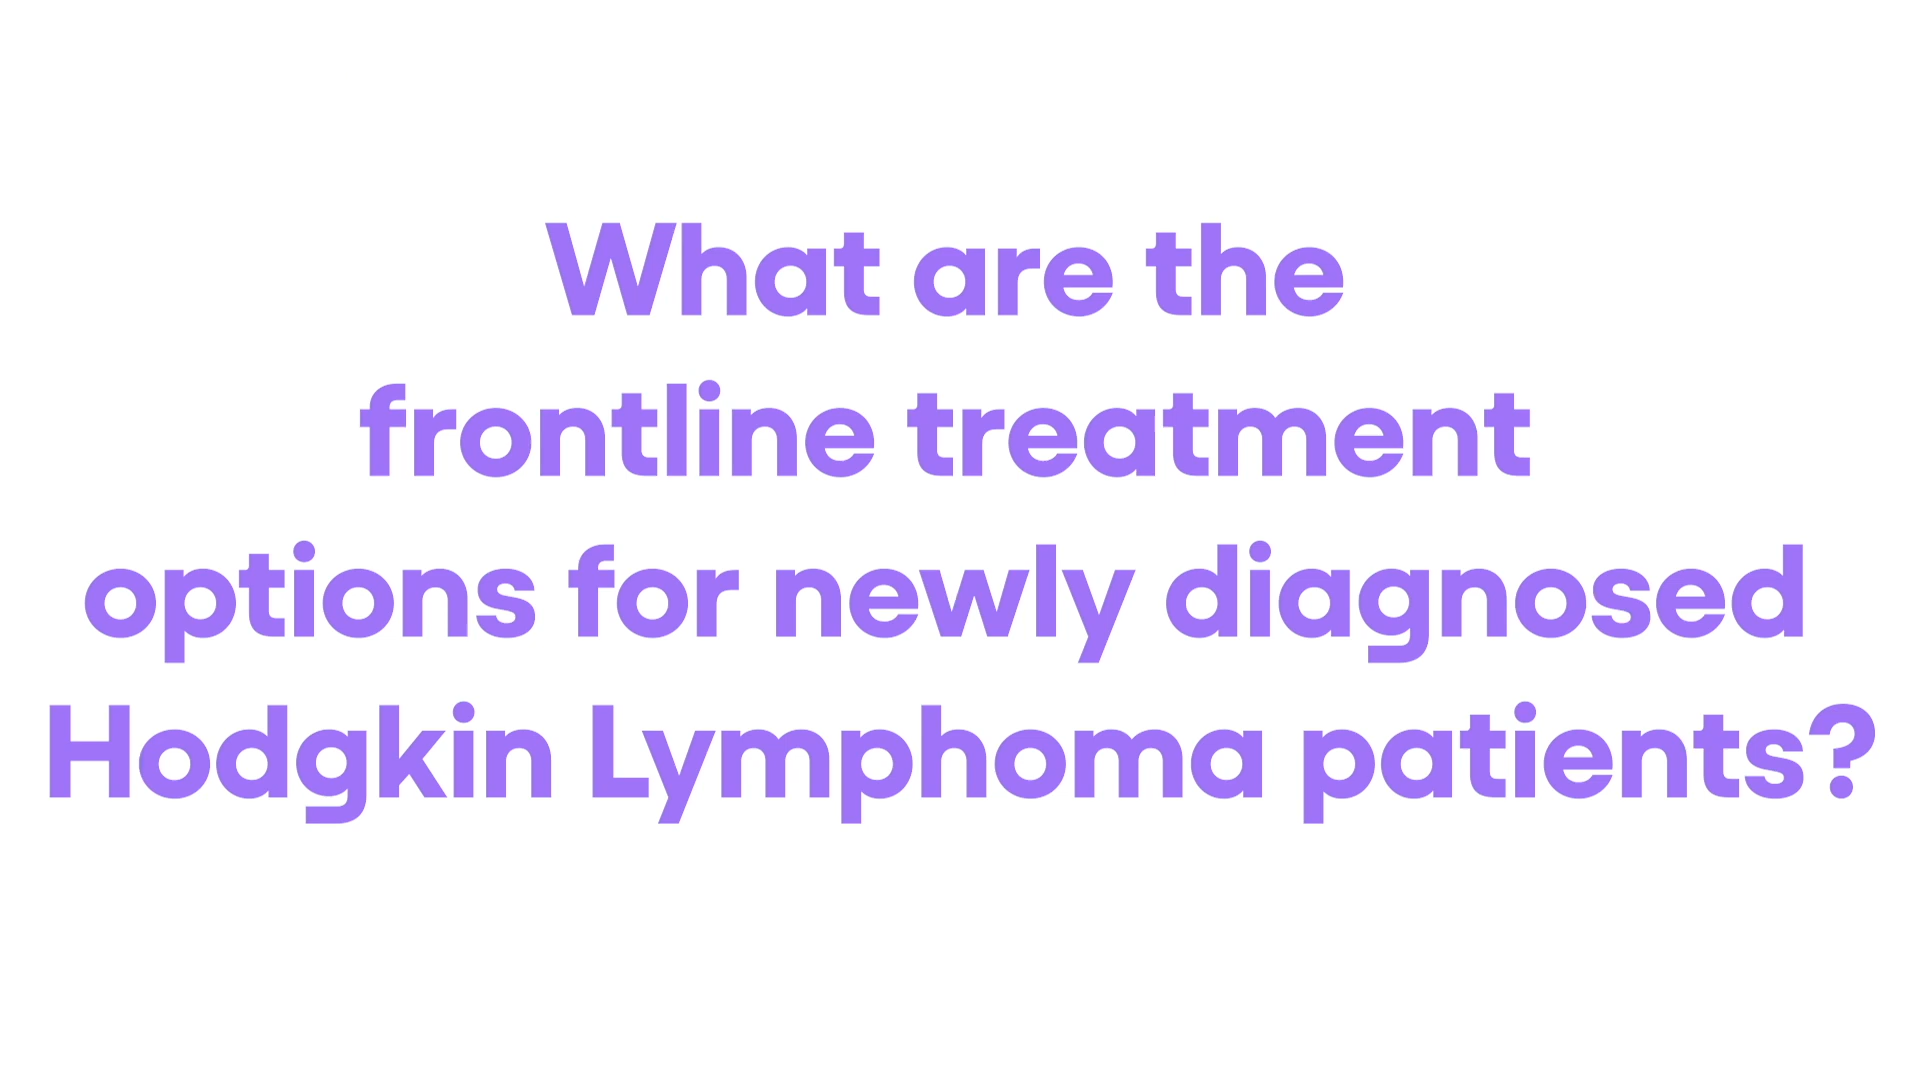 What are the
frontline treatment
options for newly diagnosed
Hodgkin Lymphoma patients?